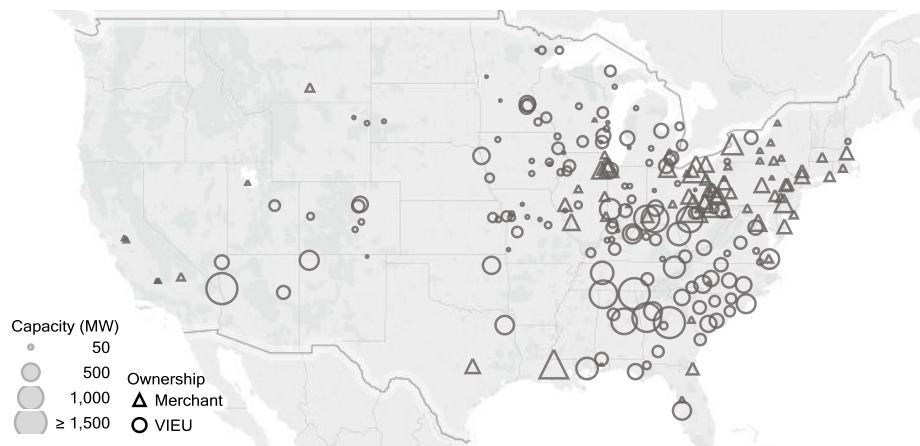 Capacity (MW)
50
500
1,000
≥ 1,500
Ownership
Merchant
VIEU